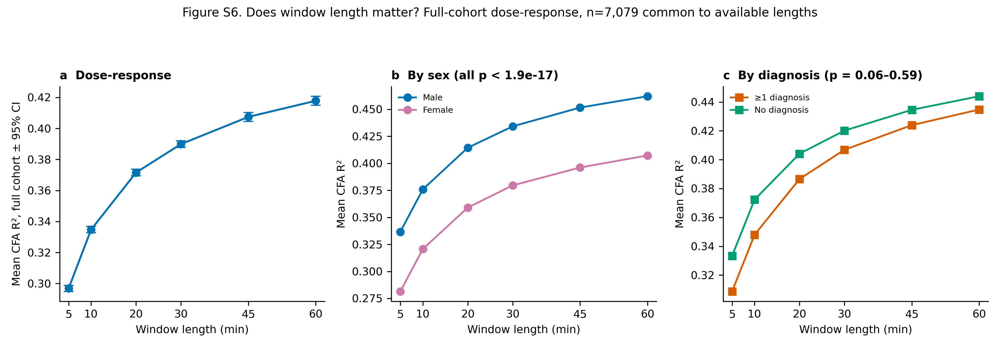 Figure S6. Does window length matter? Full-cohort dose-response, n=7,079 common to available lengths
a Dose-response
Mean CFA R², full cohort ± 95% CI
0.42
0.40
0.38
0.36
0.34
0.32
0.30
5 10 20 30 45 60
Window length (min)
b By sex (all p < 1.9e-17)
Male
Female
Mean CFA R²
0.450
0.425
0.400
0.375
0.350
0.325
0.300
0.275
5 10 20 30 45 60
Window length (min)
c By diagnosis (p = 0.06–0.59)
≥1 diagnosis
No diagnosis
Mean CFA R²
0.44
0.42
0.40
0.38
0.36
0.34
0.32
5 10 20 30 45 60
Window length (min)